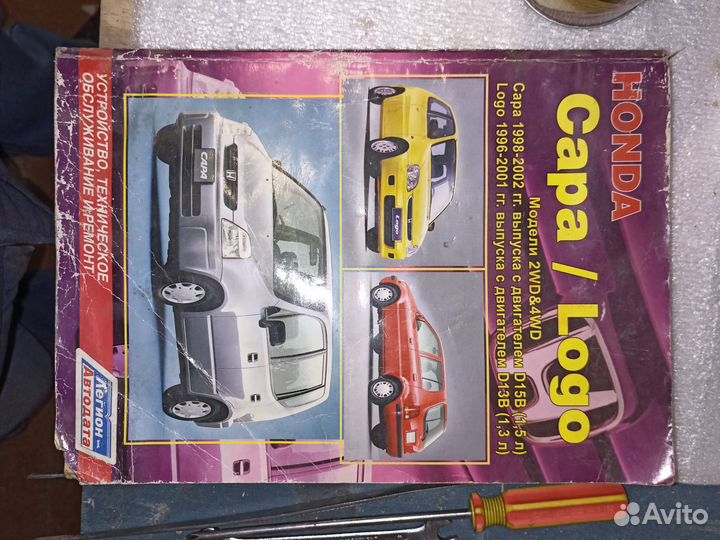 HONDA
Capa / Logo
Модели 2WD&4WD
Capa 1998-2002 гг. выпуска с двигателем D15B (1,5 л)
Logo 1996-2001 гг. выпуска с двигателем D13B (1,3 л)
Logo
CAPA
УСТРОЙСТВО, ТЕХНИЧЕСКОЕ
ОБСЛУЖИВАНИЕ И РЕМОНТ
Легион-
Автодата
Avito